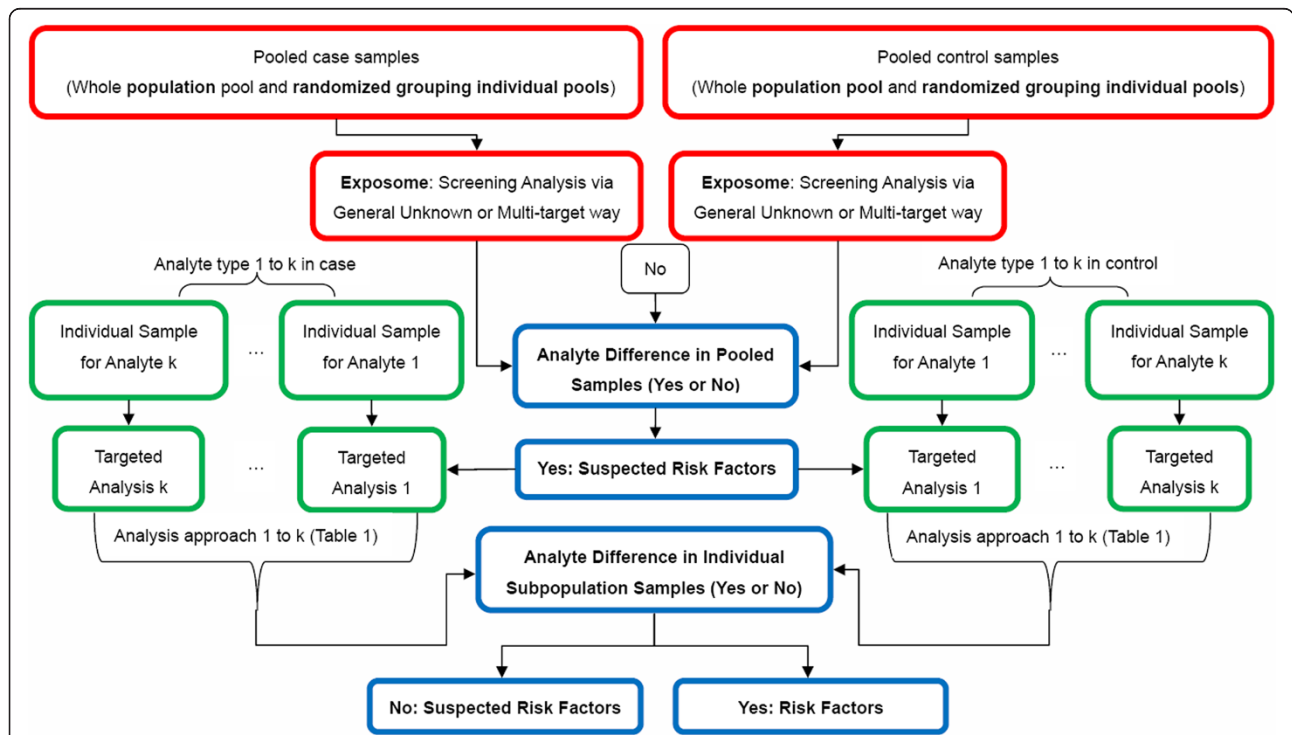 Pooled case samples
(Whole population pool and randomized grouping individual pools)
Pooled control samples
(Whole population pool and randomized grouping individual pools)
Exposome: Screening Analysis via
General Unknown or Multi-target way
Exposome: Screening Analysis via
General Unknown or Multi-target way
Analyte type 1 to k in case
No
Analyte type 1 to k in control
Individual Sample
for Analyte k
...
Individual Sample
for Analyte 1
Analyte Difference in Pooled
Samples (Yes or No)
Individual Sample
for Analyte 1
...
Individual Sample
for Analyte k
Targeted
Analysis k
...
Targeted
Analysis 1
Yes: Suspected Risk Factors
Targeted
Analysis 1
...
Targeted
Analysis k
Analysis approach 1 to k (Table 1)
Analysis approach 1 to k (Table 1)
Analyte Difference in Individual
Subpopulation Samples (Yes or No)
No: Suspected Risk Factors
Yes: Risk Factors